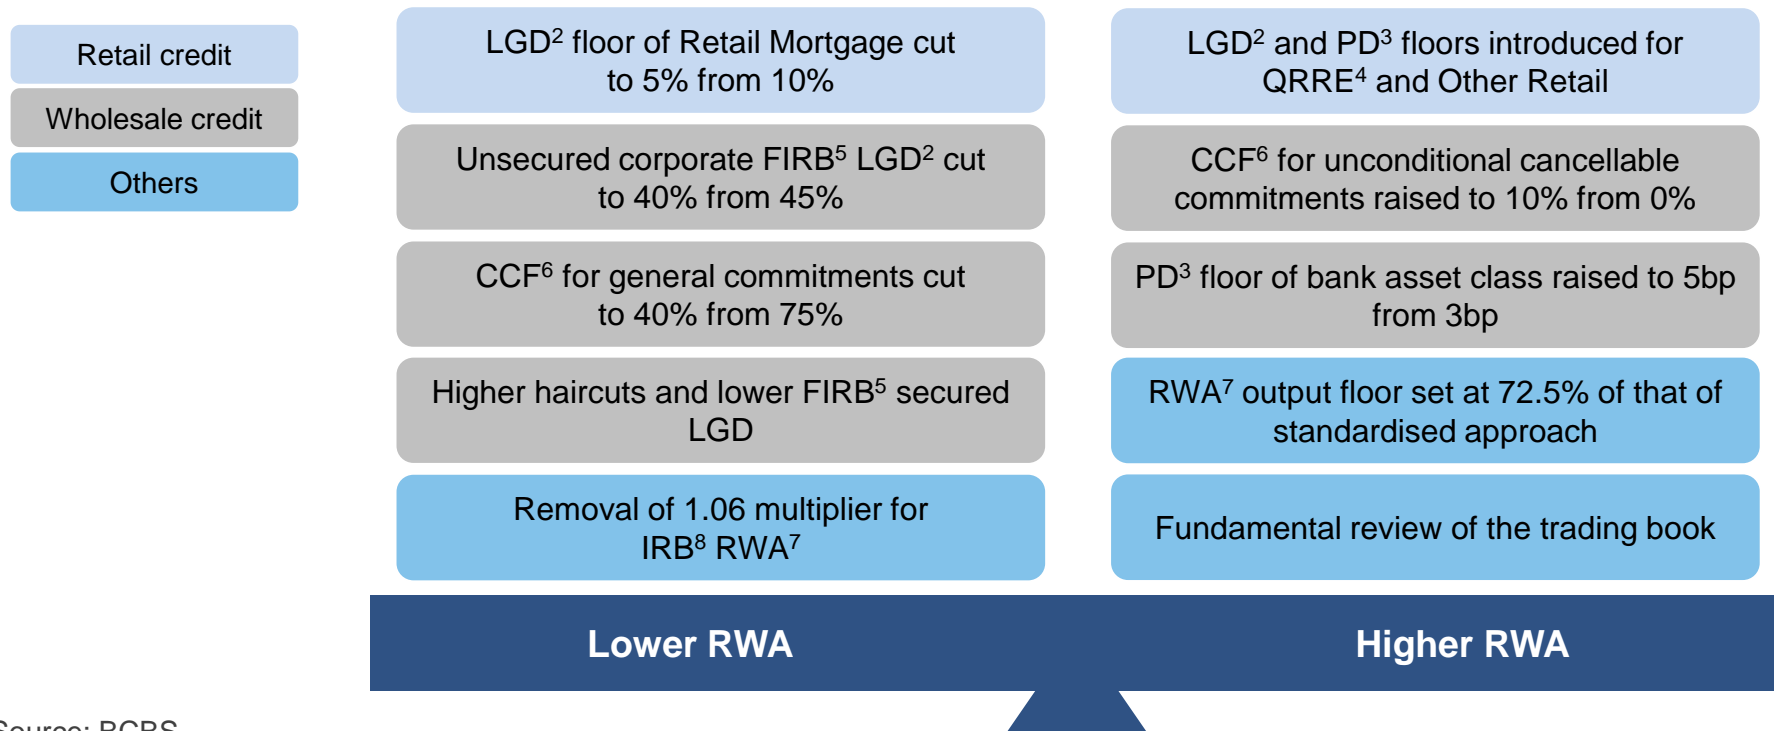 Retail credit
Wholesale credit
Others
LGD² floor of Retail Mortgage cut
to 5% from 10%
Unsecured corporate FIRB⁵ LGD² cut
to 40% from 45%
CCF⁶ for general commitments cut
to 40% from 75%
Higher haircuts and lower FIRB⁵ secured
LGD
Removal of 1.06 multiplier for
IRB⁸ RWA⁷
LGD² and PD³ floors introduced for
QRRE⁴ and Other Retail
CCF⁶ for unconditional cancellable
commitments raised to 10% from 0%
PD³ floor of bank asset class raised to 5bp
from 3bp
RWA⁷ output floor set at 72.5% of that of
standardised approach
Fundamental review of the trading book
Lower RWA
Higher RWA
Source: BCBS